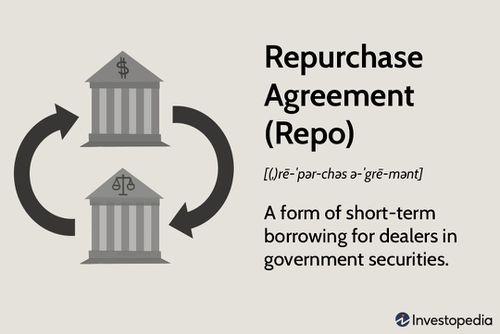 $
Repurchase
Agreement
(Repo)
[(,)rē-ˈpər-chəs ə-ˈgrē-mənt]
A form of short-term
borrowing for dealers in
government securities.
Investopedia